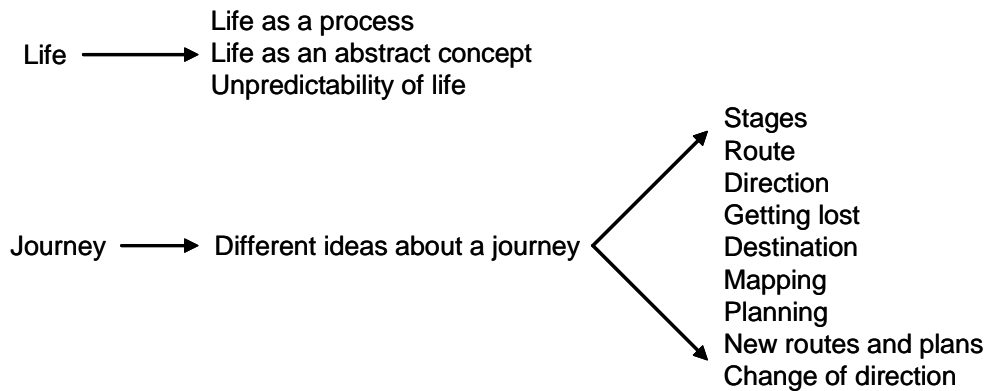 Life
Life as a process
Life as an abstract concept
Unpredictability of life
Journey
Different ideas about a journey
Stages
Route
Direction
Getting lost
Destination
Mapping
Planning
New routes and plans
Change of direction